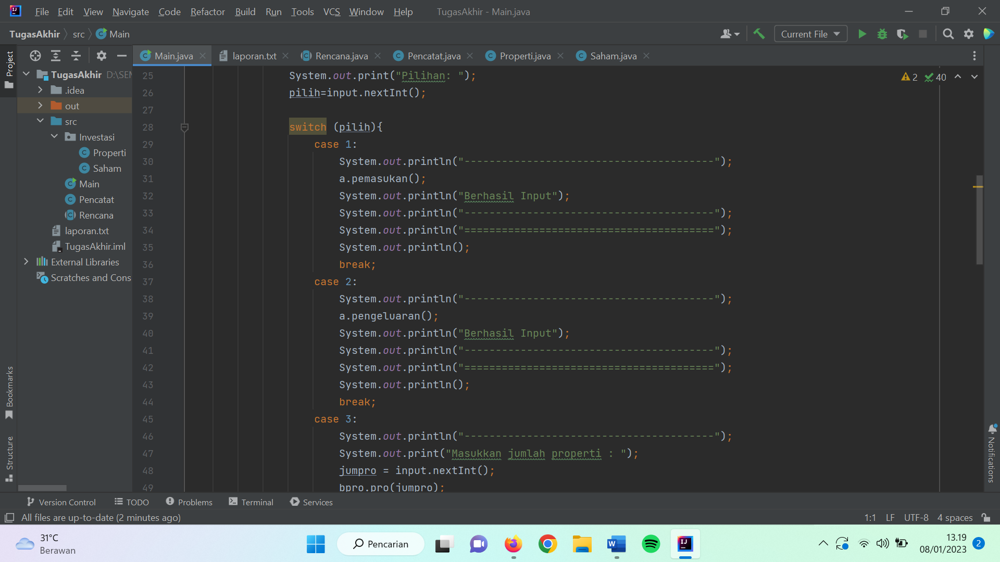 File Edit View Navigate Code Refactor Build Run Tools VCS Window Help TugasAkhir - Main.java
TugasAkhir src Main Current File
Project
Main.java laporan.txt Rencana.java Pencatat.java Properti.java Saham.java
TugasAkhir D:\SEM
.idea
out
src
Investasi
Properti
Saham
Main
Pencatat
Rencana
laporan.txt
TugasAkhir.iml
External Libraries
Scratches and Cons
Bookmarks
Structure
2 40
25 System.out.print("Pilihan: ");
26 pilih=input.nextInt();
27
28 switch (pilih){
29 case 1:
30 System.out.println("----------------------------------------");
31 a.pemasukan();
32 System.out.println("Berhasil Input");
33 System.out.println("----------------------------------------");
34 System.out.println("========================================");
35 System.out.println();
36 break;
37 case 2:
38 System.out.println("----------------------------------------");
39 a.pengeluaran();
40 System.out.println("Berhasil Input");
41 System.out.println("----------------------------------------");
42 System.out.println("========================================");
43 System.out.println();
44 break;
45 case 3:
46 System.out.println("----------------------------------------");
47 System.out.print("Masukkan jumlah properti : ");
48 jumpro = input.nextInt();
49 bpro.pro(jumpro);
Notifications
Version Control TODO Problems Terminal Services
All files are up-to-date (2 minutes ago) 1:1 LF UTF-8 4 spaces
31°C
Berawan
Pencarian
13.19
08/01/2023
2